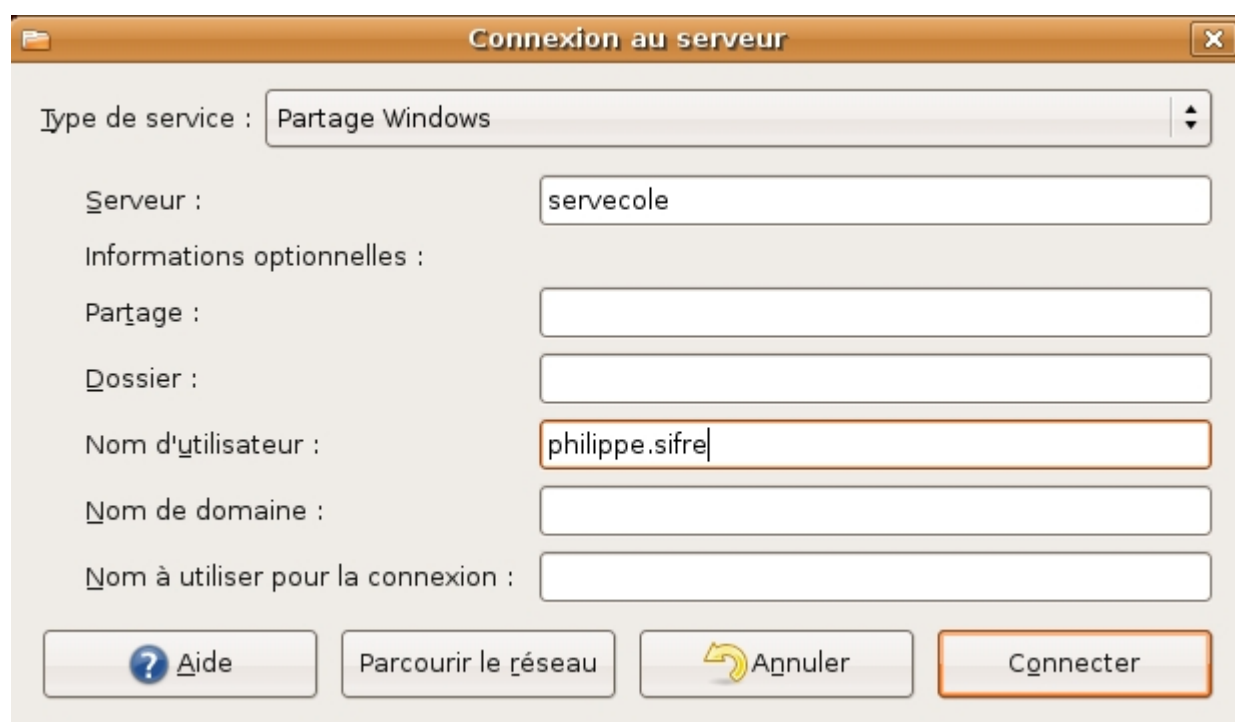 Connexion au serveur
Type de service : Partage Windows
Serveur : servecole
Informations optionnelles :
Partage :
Dossier :
Nom d'utilisateur : philippe.sifre
Nom de domaine :
Nom à utiliser pour la connexion :
Aide Parcourir le réseau Annuler Connecter